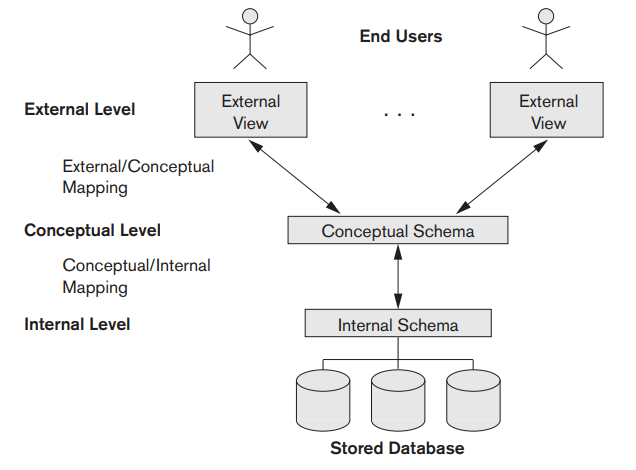 End Users
External Level
External
View
. . .
External
View
External/Conceptual
Mapping
Conceptual Level
Conceptual Schema
Conceptual/Internal
Mapping
Internal Level
Internal Schema
Stored Database